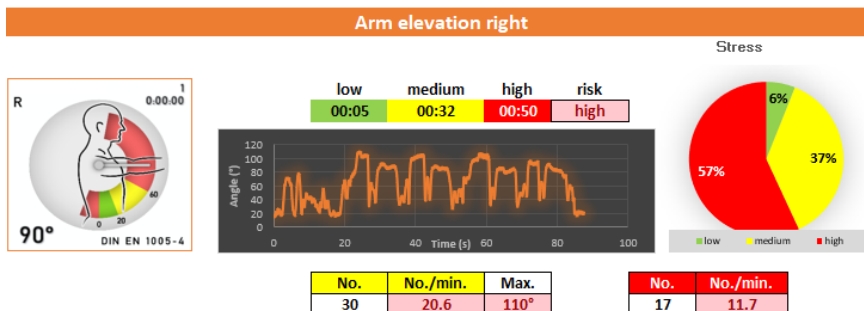 Arm elevation right
Stress
R
1
0:00:00
0
20
60
90°
DIN EN 1005-4
low medium high risk
00:05 00:32 00:50 high
Angle (°)
120
100
80
60
40
20
0
0 20 40 60 80 100
Time (s)
6%
37%
57%
low medium high
No. No./min. Max.
30 20.6 110°
No. No./min.
17 11.7